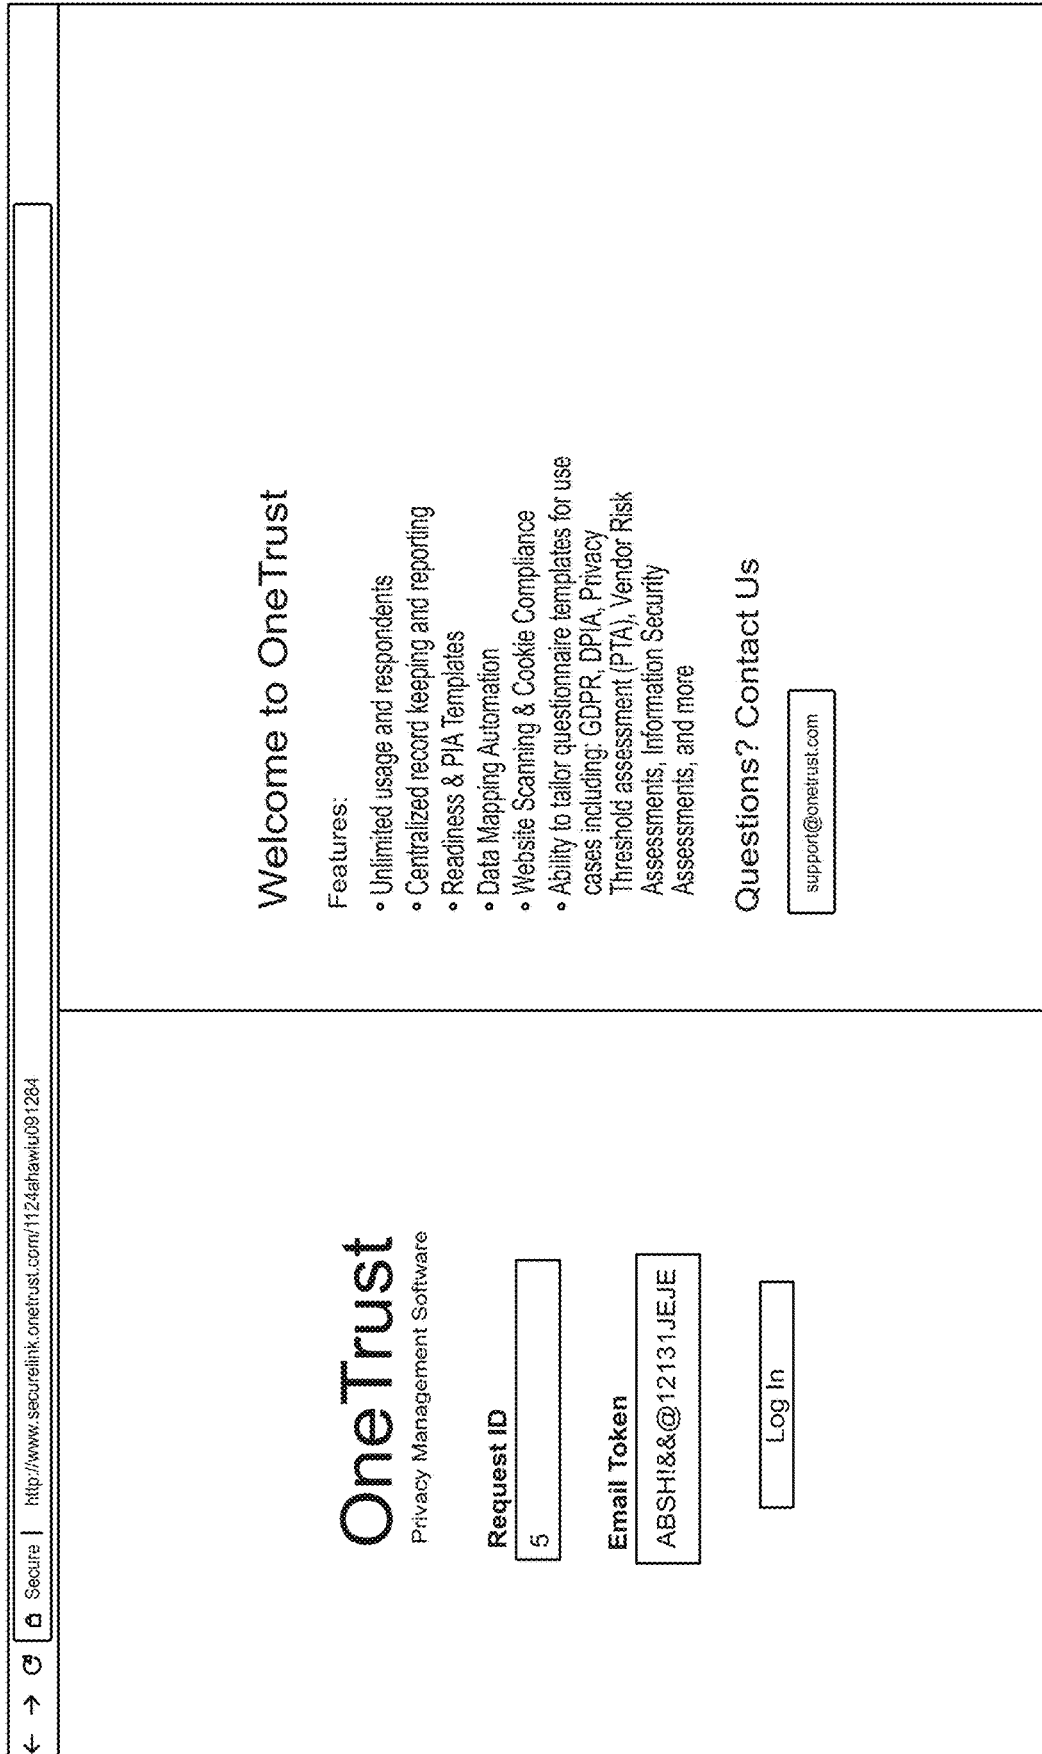 Secure | http://www.securelink.onetrust.com/1124ahawiu091284
OneTrust
Privacy Management Software
Request ID
5
Email Token
ABSH!&&@12131JEJE
Log In
Welcome to OneTrust
Features:
• Unlimited usage and respondents
• Centralized record keeping and reporting
• Readiness & PIA Templates
• Data Mapping Automation
• Website Scanning & Cookie Compliance
• Ability to tailor questionnaire templates for use
cases including: GDPR, DPIA, Privacy
Threshold assessment (PTA), Vendor Risk
Assessments, Information Security
Assessments, and more
Questions? Contact Us
support@onetrust.com